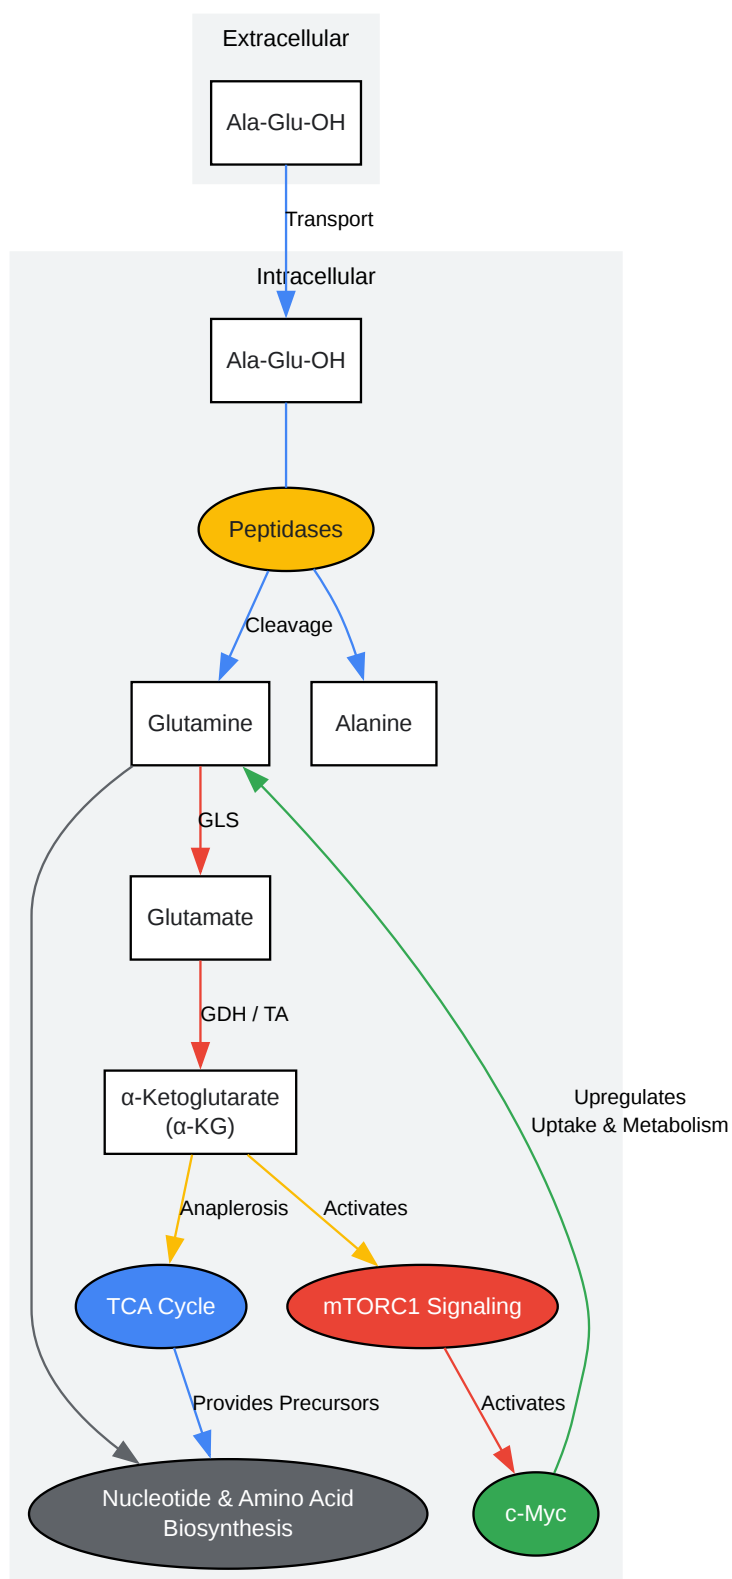 Extracellular
Ala-Glu-OH
Transport
Intracellular
Ala-Glu-OH
Peptidases
Cleavage
Glutamine
Alanine
GLS
Glutamate
GDH / TA
α-Ketoglutarate
(α-KG)
Upregulates
Uptake & Metabolism
Anaplerosis
Activates
TCA Cycle
mTORC1 Signaling
Provides Precursors
Activates
Nucleotide & Amino Acid
Biosynthesis
c-Myc